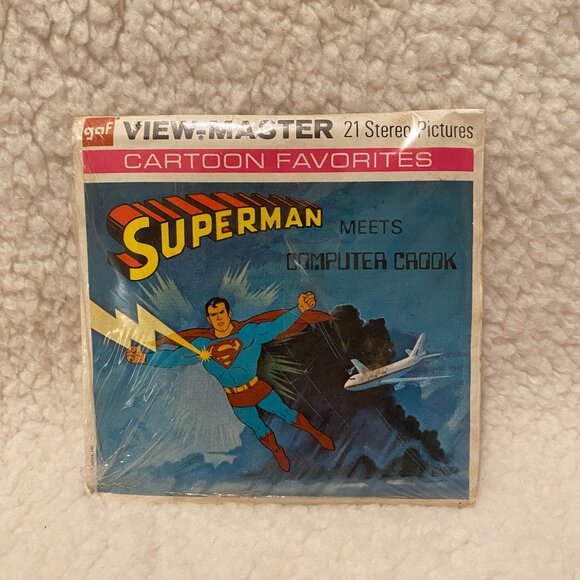 gaf VIEW-MASTER 21 Stereo Pictures
CARTOON FAVORITES
SUPERMAN MEETS
COMPUTER CROOK
S